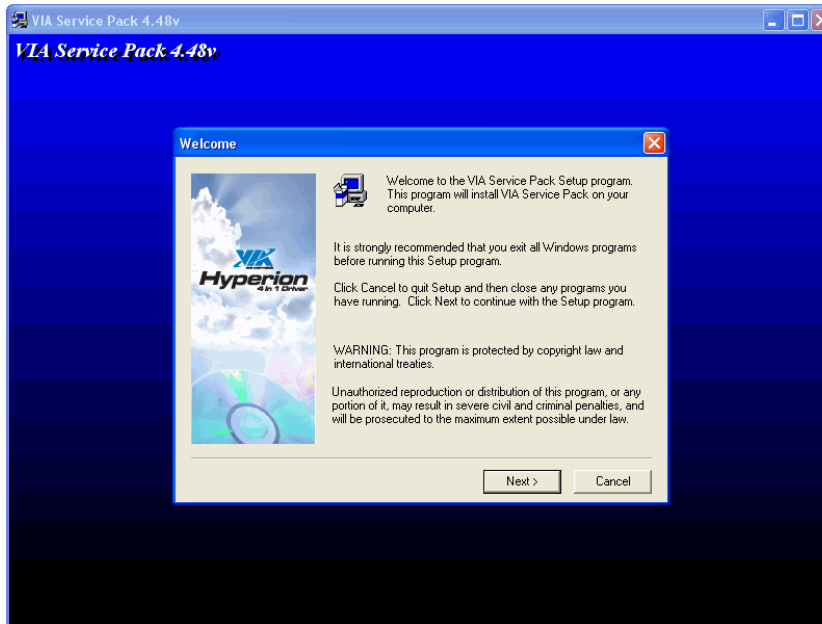 VIA Service Pack 4.48v
VIA Service Pack 4.48v
Welcome
Welcome to the VIA Service Pack Setup program.
This program will install VIA Service Pack on your
computer.
It is strongly recommended that you exit all Windows programs
before running this Setup program.
Click Cancel to quit Setup and then close any programs you
have running. Click Next to continue with the Setup program.
WARNING: This program is protected by copyright law and
international treaties.
Unauthorized reproduction or distribution of this program, or any
portion of it, may result in severe civil and criminal penalties, and
will be prosecuted to the maximum extent possible under law.
VIA
Hyperion
4 in 1 Driver
Next >
Cancel